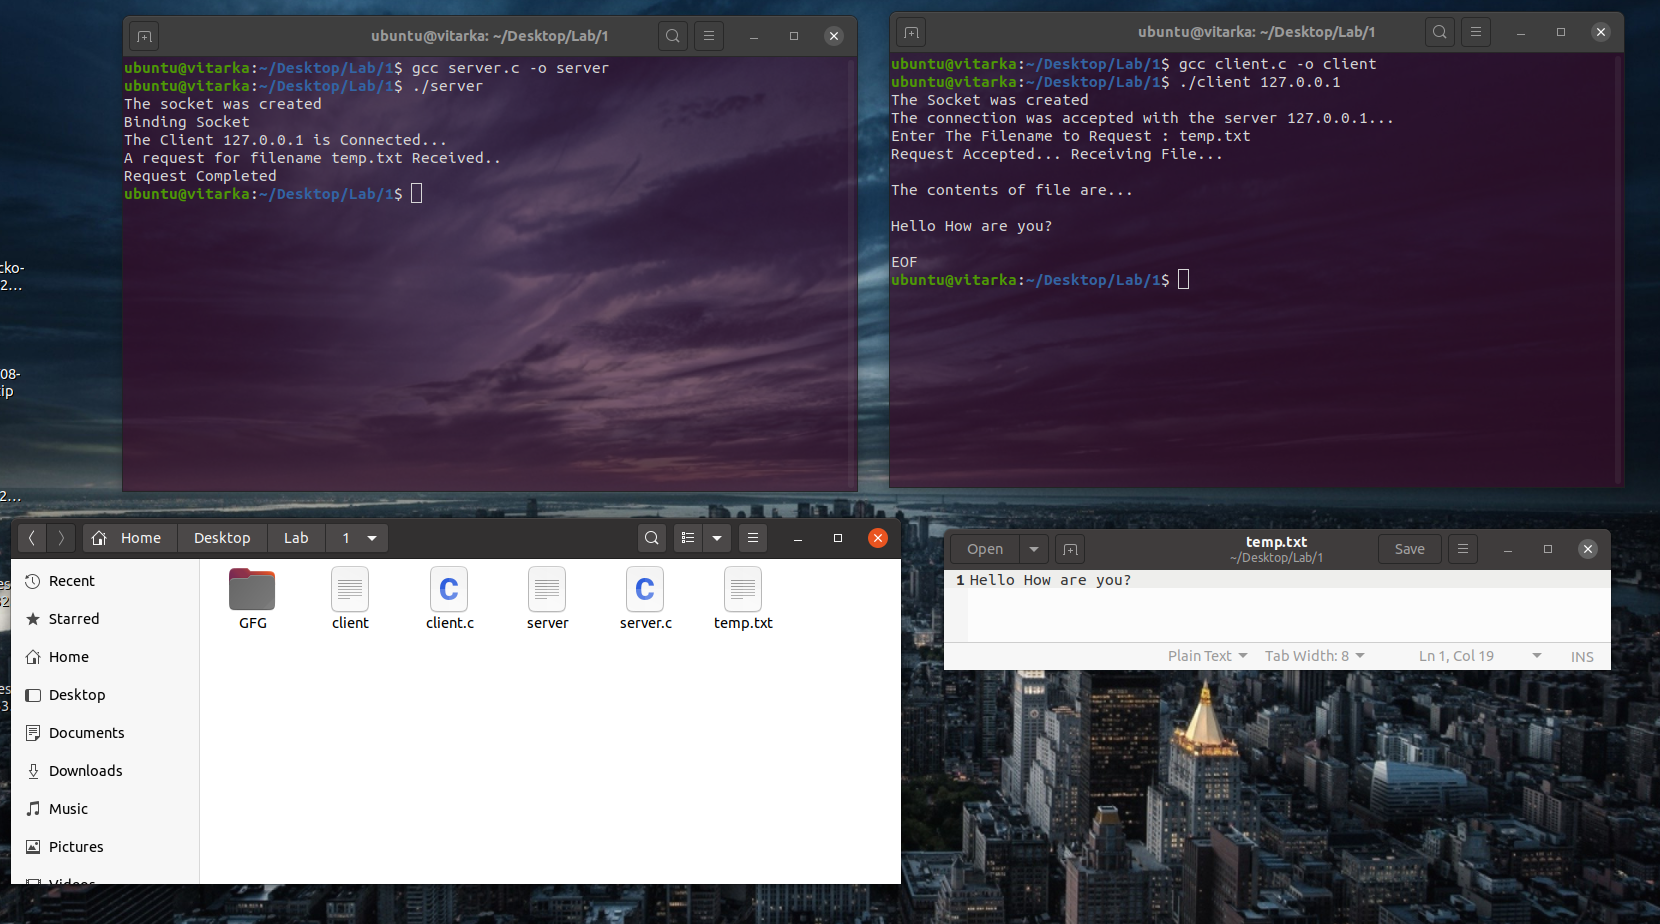 ubuntu@vitarka: ~/Desktop/Lab/1
ubuntu@vitarka:~/Desktop/Lab/1$ gcc server.c -o server
ubuntu@vitarka:~/Desktop/Lab/1$ ./server
The socket was created
Binding Socket
The Client 127.0.0.1 is Connected...
A request for filename temp.txt Received..
Request Completed
ubuntu@vitarka:~/Desktop/Lab/1$
ubuntu@vitarka: ~/Desktop/Lab/1
ubuntu@vitarka:~/Desktop/Lab/1$ gcc client.c -o client
ubuntu@vitarka:~/Desktop/Lab/1$ ./client 127.0.0.1
The Socket was created
The connection was accepted with the server 127.0.0.1...
Enter The Filename to Request : temp.txt
Request Accepted... Receiving File...
The contents of file are...
Hello How are you?
EOF
ubuntu@vitarka:~/Desktop/Lab/1$
cko-
2...
08-
ip
2...
Home Desktop Lab 1
Recent
Starred
Home
Desktop
Documents
Downloads
Music
Pictures
Videos
GFG client client.c server server.c temp.txt
Open temp.txt Save
~/Desktop/Lab/1
1 Hello How are you?
Plain Text Tab Width: 8 Ln 1, Col 19 INS